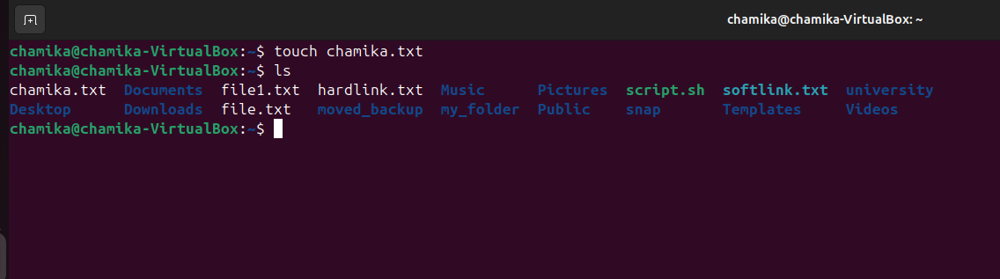 chamika@chamika-VirtualBox: ~
chamika@chamika-VirtualBox:~$ touch chamika.txt
chamika@chamika-VirtualBox:~$ ls
chamika.txt  Documents  file1.txt  hardlink.txt  Music      Pictures  script.sh  softlink.txt  university
Desktop      Downloads  file.txt   moved_backup  my_folder  Public    snap       Templates     Videos
chamika@chamika-VirtualBox:~$